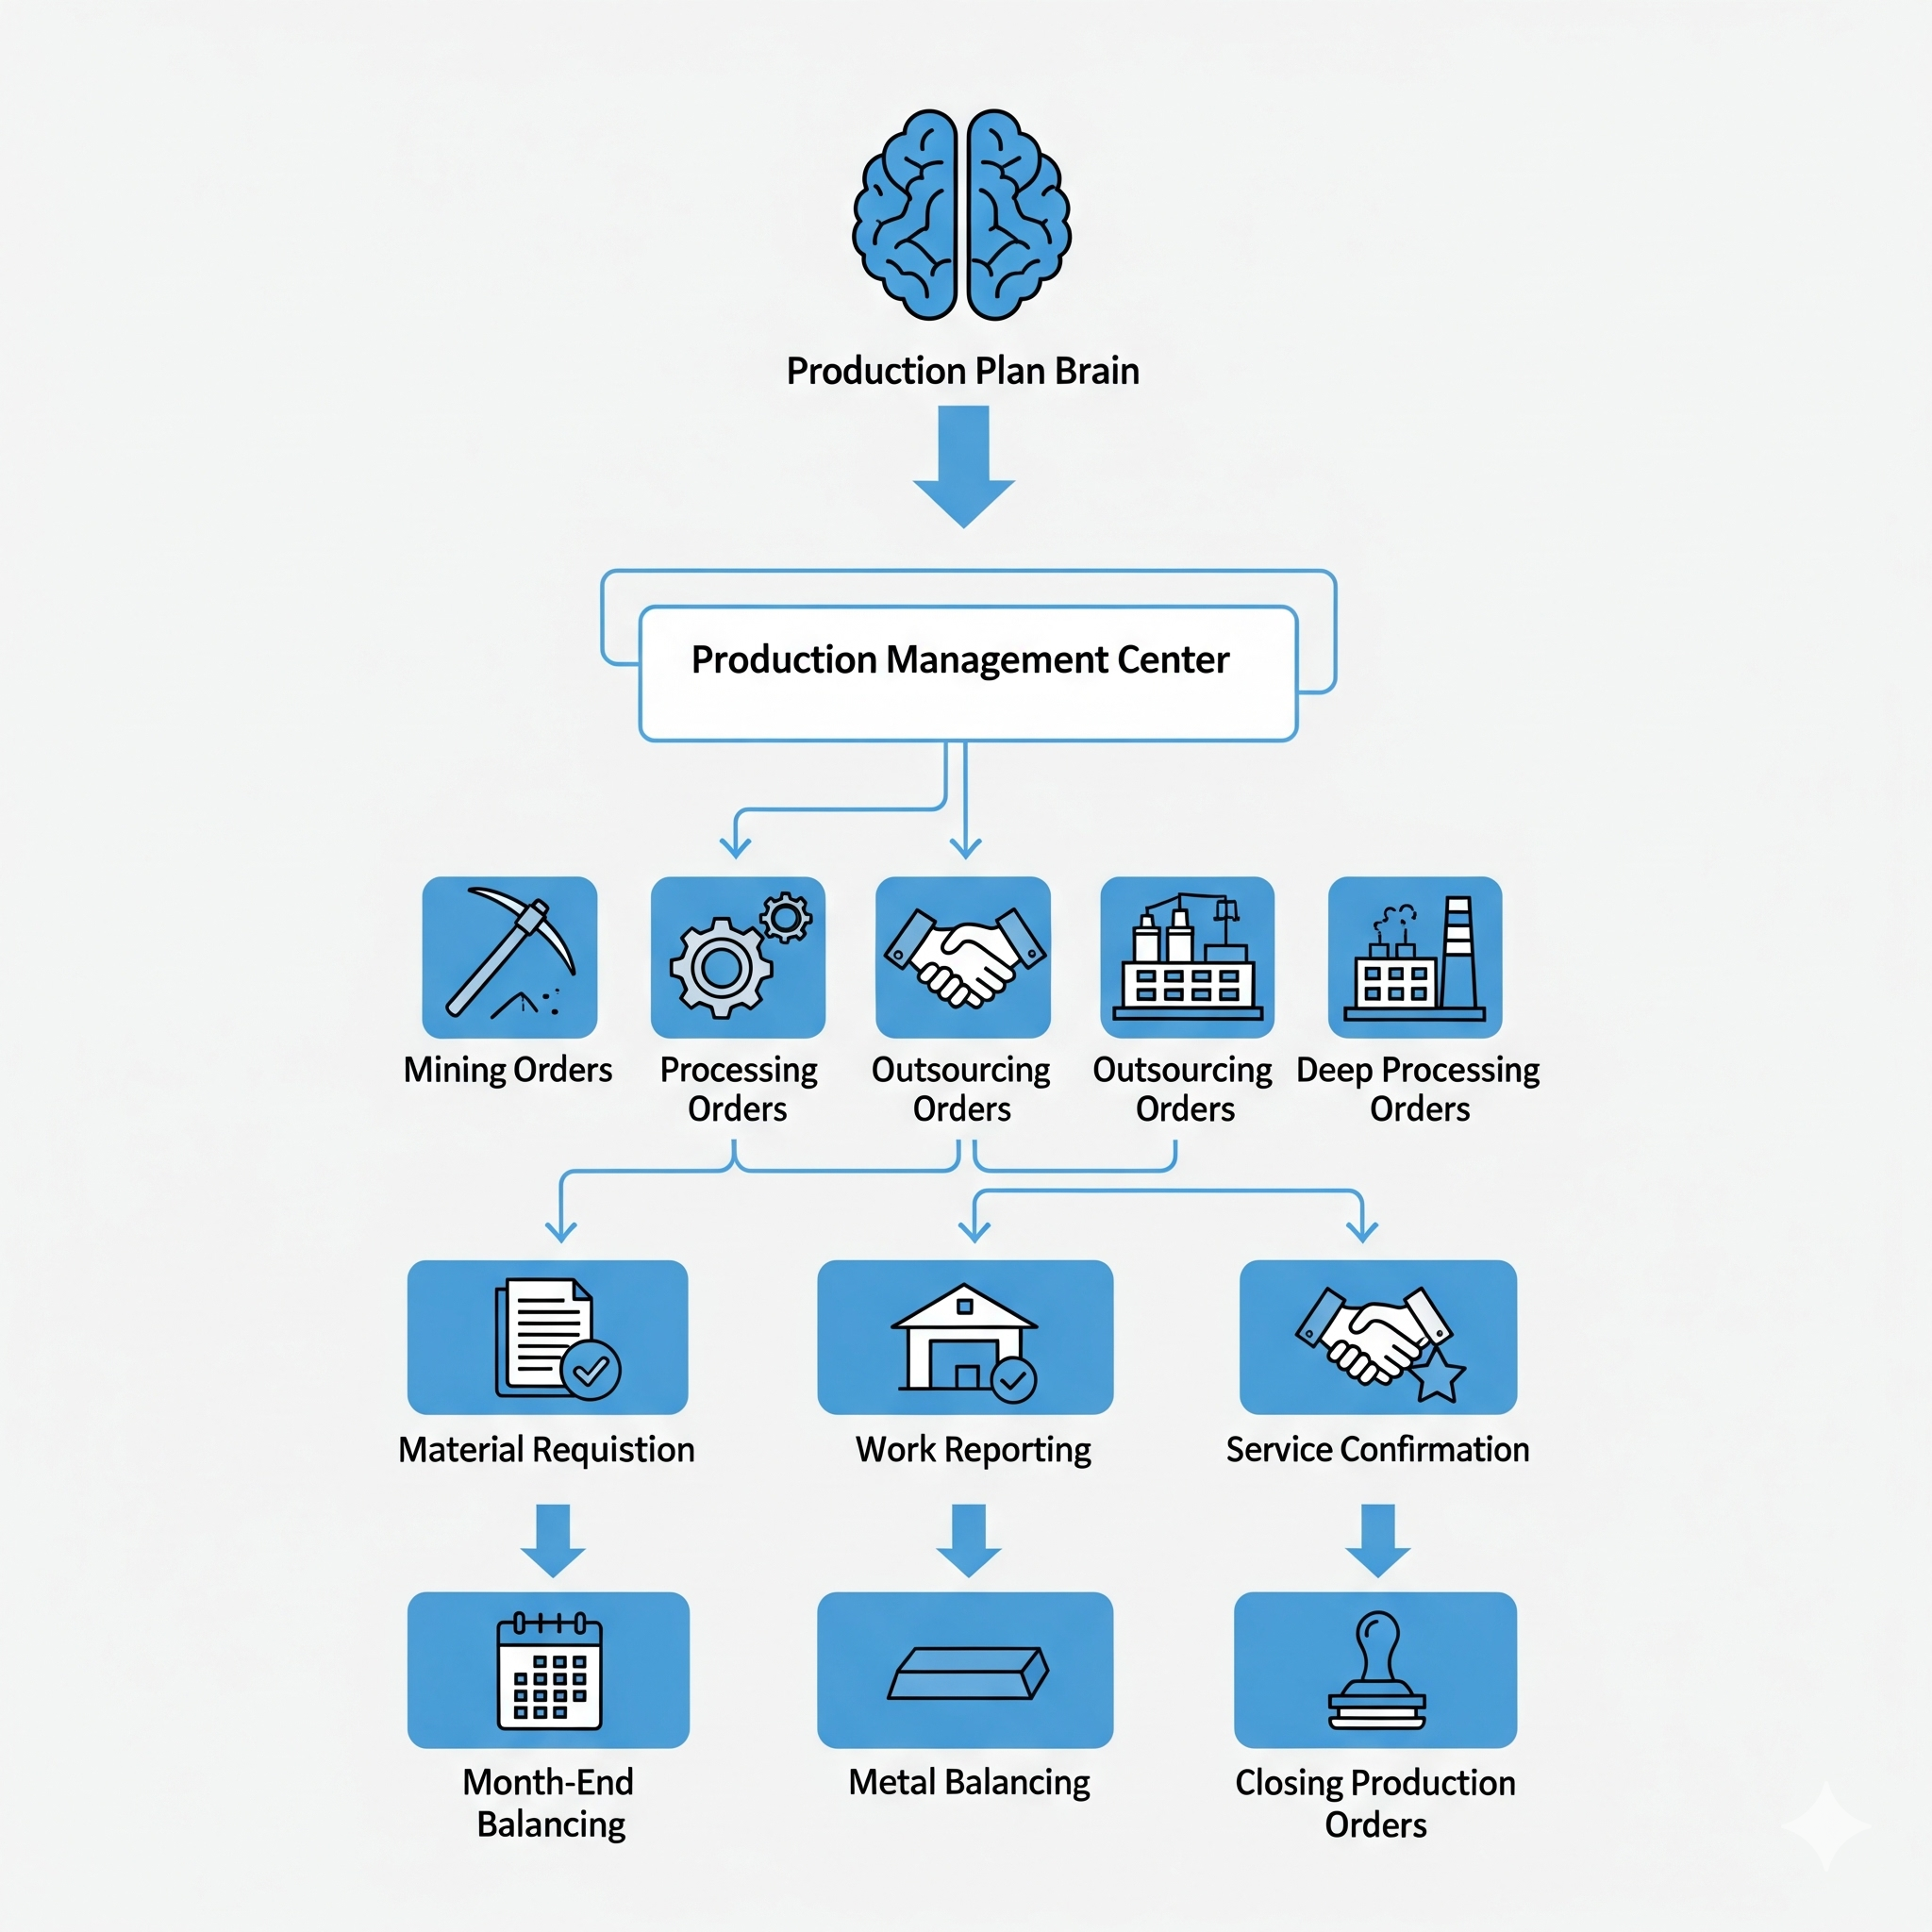 Production Plan Brain
Production Management Center
Mining Orders
Processing
Orders
Outsourcing
Orders
Outsourcing
Orders
Deep Processing
Orders
Material Requistion
Work Reporting
Service Confirmation
Month-End
Balancing
Metal Balancing
Closing Production
Orders